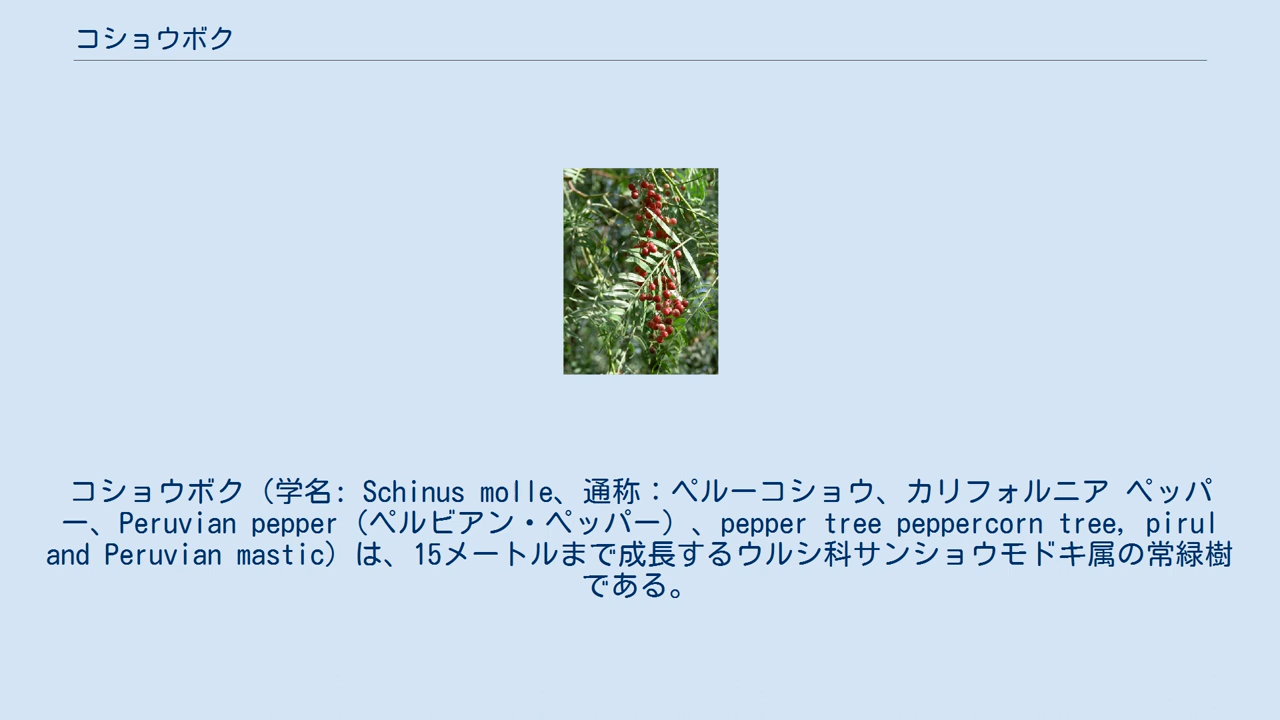 コショウボク
コショウボク（学名: Schinus molle、通称：ペルーコショウ、カリフォルニア ペッパ
ー、Peruvian pepper（ペルビアン・ペッパー）、pepper tree peppercorn tree, pirul
and Peruvian mastic）は、15メートルまで成長するウルシ科サンショウモドキ属の常緑樹
である。